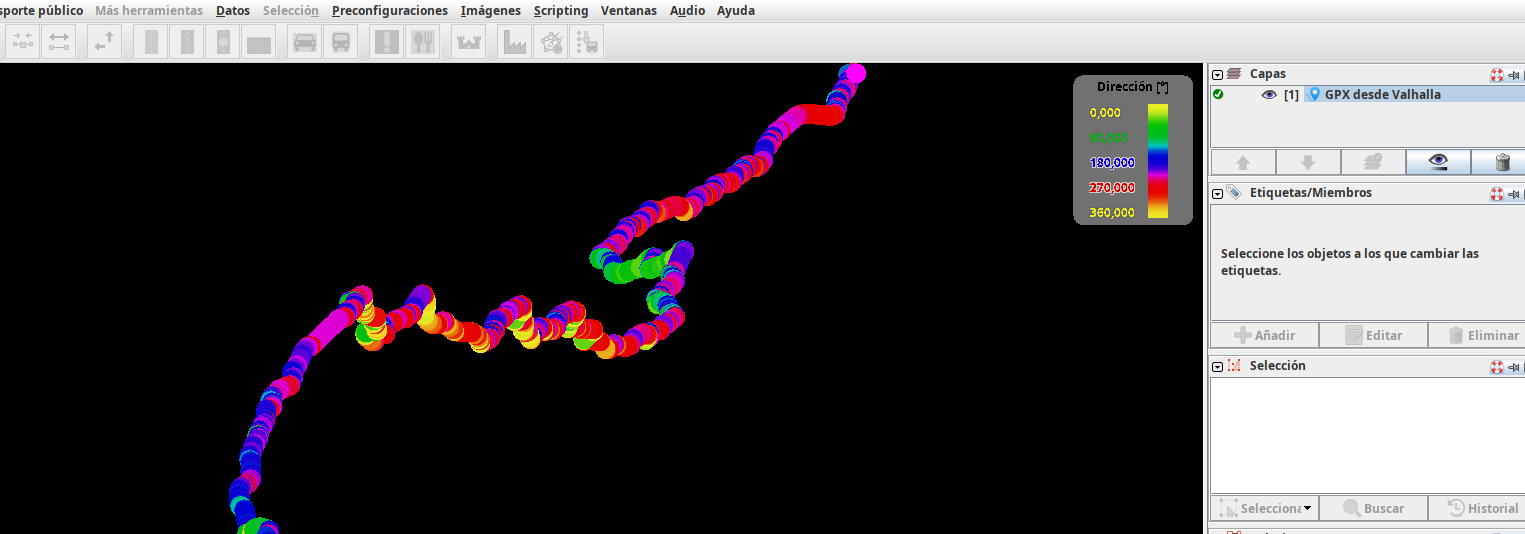 sporte público Más herramientas Datos Selección Preconfiguraciones Imágenes Scripting Ventanas Audio Ayuda
Dirección [°]
0,000
180,000
270,000
360,000
Capas
[1] GPX desde Valhalla
Etiquetas/Miembros
Seleccione los objetos a los que cambiar las
etiquetas.
Añadir Editar Eliminar
Selección
Selecciona Buscar Historial